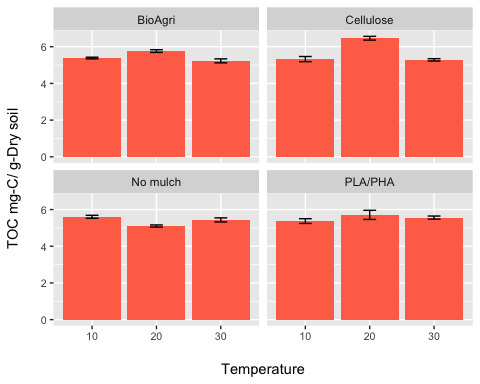 BioAgri
Cellulose
6
4
2
0
No mulch
PLA/PHA
6
4
2
0
10 20 30 10 20 30
Temperature
TOC mg-C/ g-Dry soil